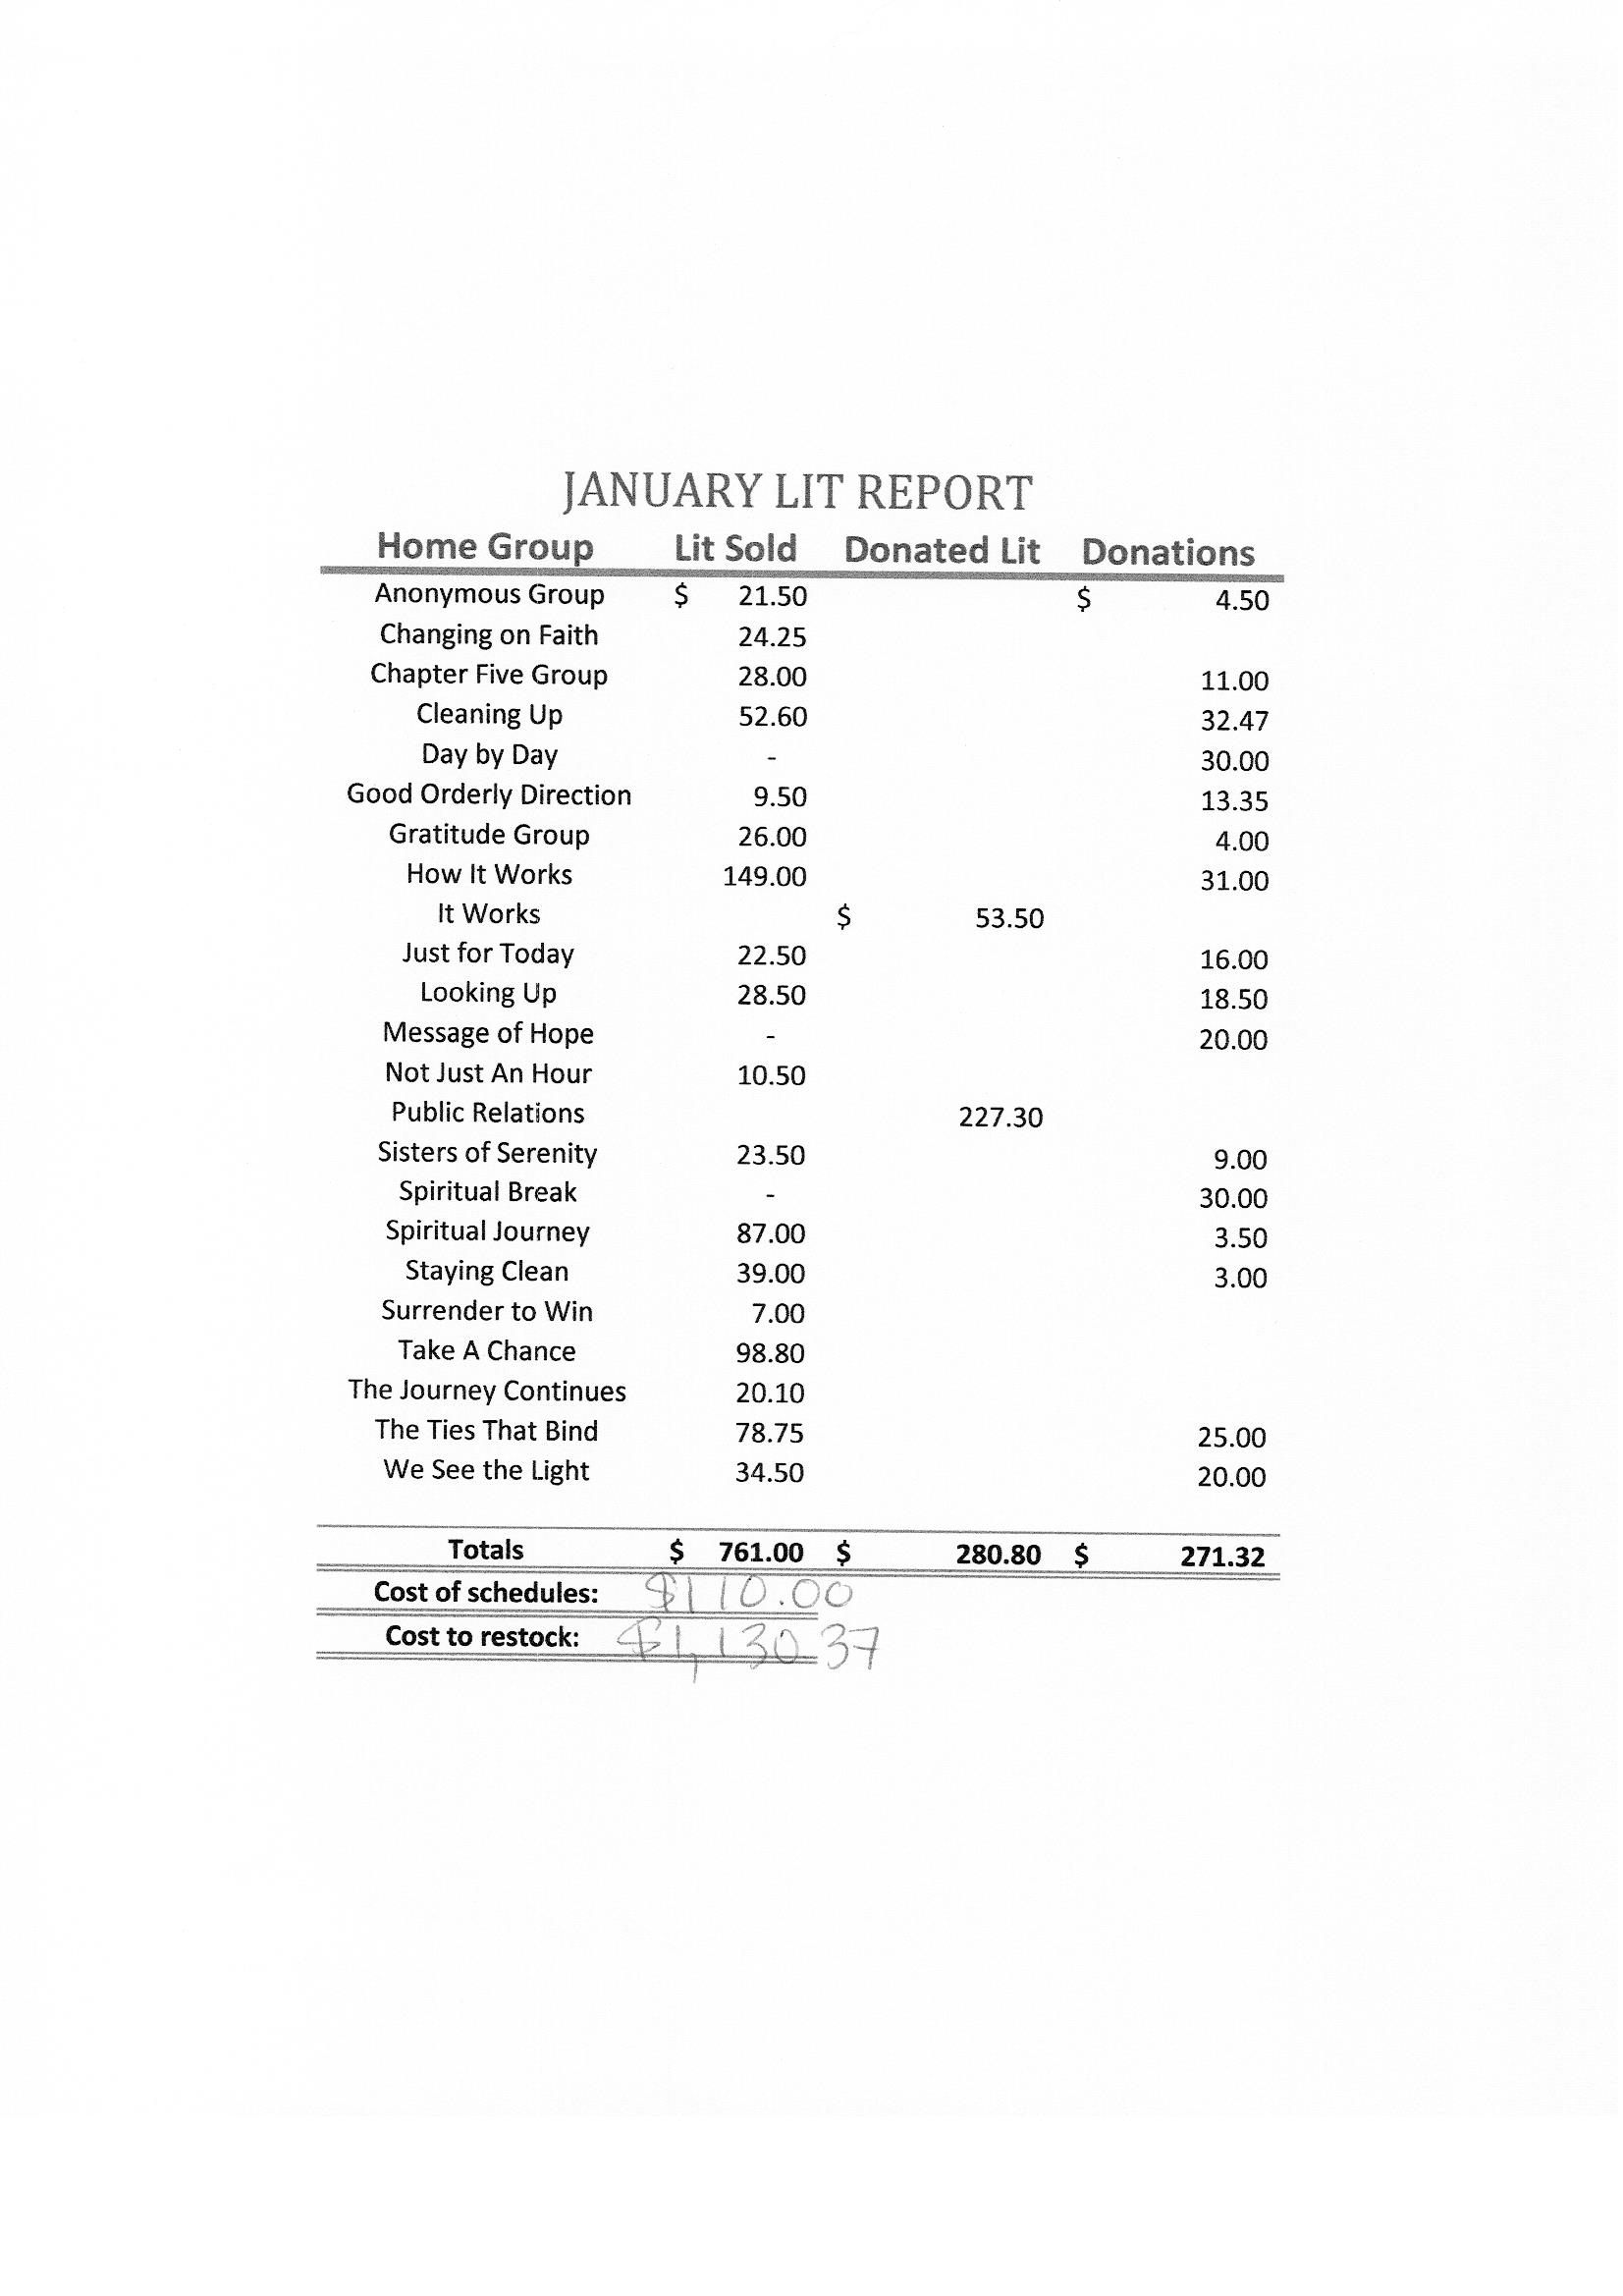 JANUARY LIT REPORT
Home Group Lit Sold Donated Lit Donations
Anonymous Group $ 21.50 $ 4.50
Changing on Faith 24.25
Chapter Five Group 28.00 11.00
Cleaning Up 52.60 32.47
Day by Day - 30.00
Good Orderly Direction 9.50 13.35
Gratitude Group 26.00 4.00
How It Works 149.00 31.00
It Works $ 53.50
Just for Today 22.50 16.00
Looking Up 28.50 18.50
Message of Hope - 20.00
Not Just An Hour 10.50
Public Relations 227.30
Sisters of Serenity 23.50 9.00
Spiritual Break - 30.00
Spiritual Journey 87.00 3.50
Staying Clean 39.00 3.00
Surrender to Win 7.00
Take A Chance 98.80
The Journey Continues 20.10
The Ties That Bind 78.75 25.00
We See the Light 34.50 20.00
Totals $ 761.00 $ 280.80 $ 271.32
Cost of schedules: $110.00
Cost to restock: $1,130.37